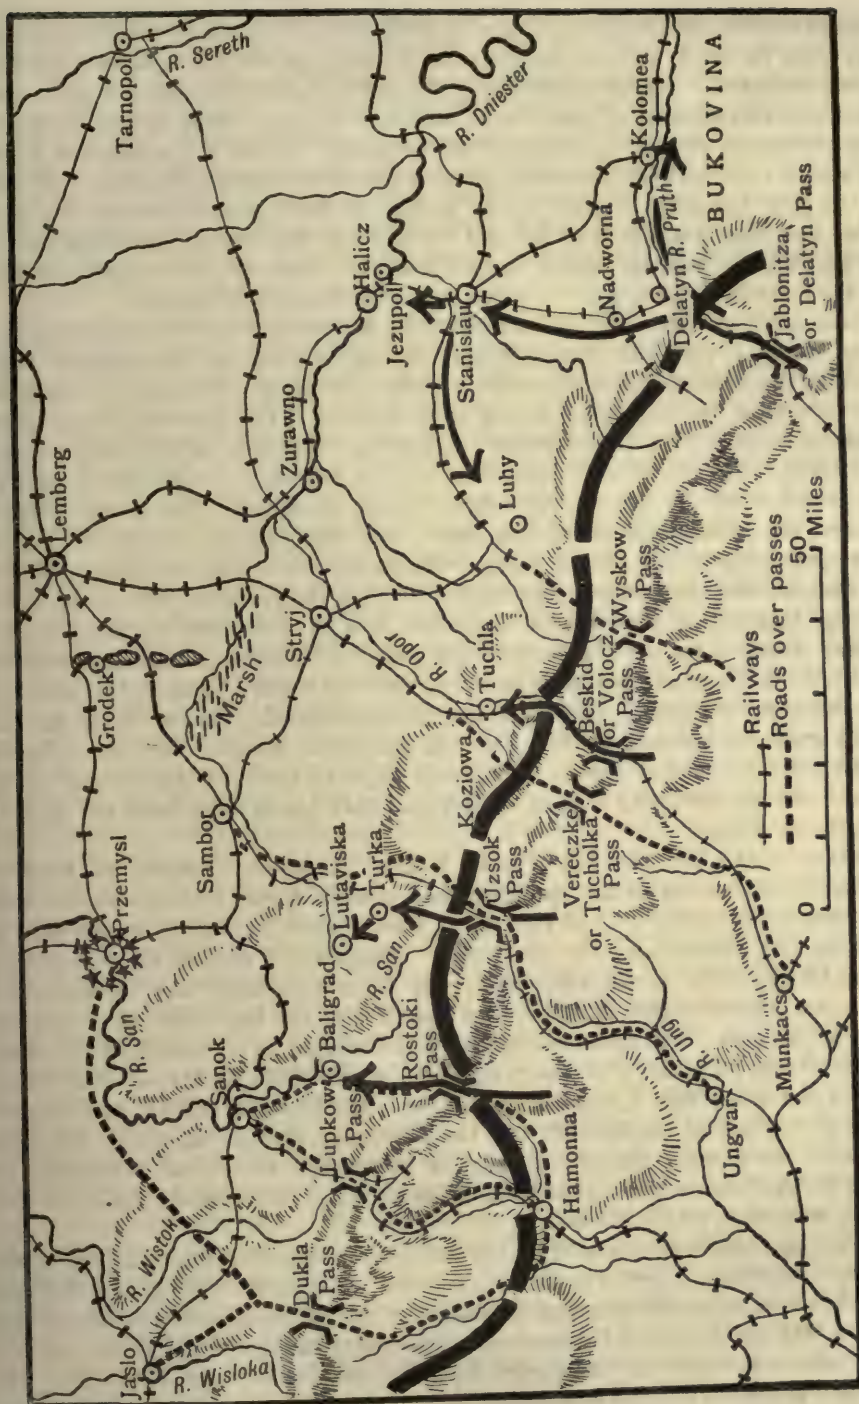 Jaslo
R. Wisloka
R. Wistok
Dukla
Pass
Sanok
R. San
Przemysl
Lupkow
Pass
Baligrad
Rostoki
Pass
Hamonna
Grodek
Lemberg
Sambor
Marsh
Lutaviska
Turka
R. San
Uzsok
Pass
R. Ung
Ungvar
Munkacs
Stryj
R. Opor
Tuchla
Koziowa
Vereczke
or Tucholka
Pass
Beskid
or Volocz
Pass
Wyskow
Pass
Luhy
Zurawno
Tarnopol
R. Sereth
Halicz
Jezupol
R. Dniester
Stanislau
Nadworna
Kolomea
Delatyn
R. Pruth
BUKOVINA
Jablonitza
or Delatyn Pass
Railways
Roads over passes
0
50
Miles